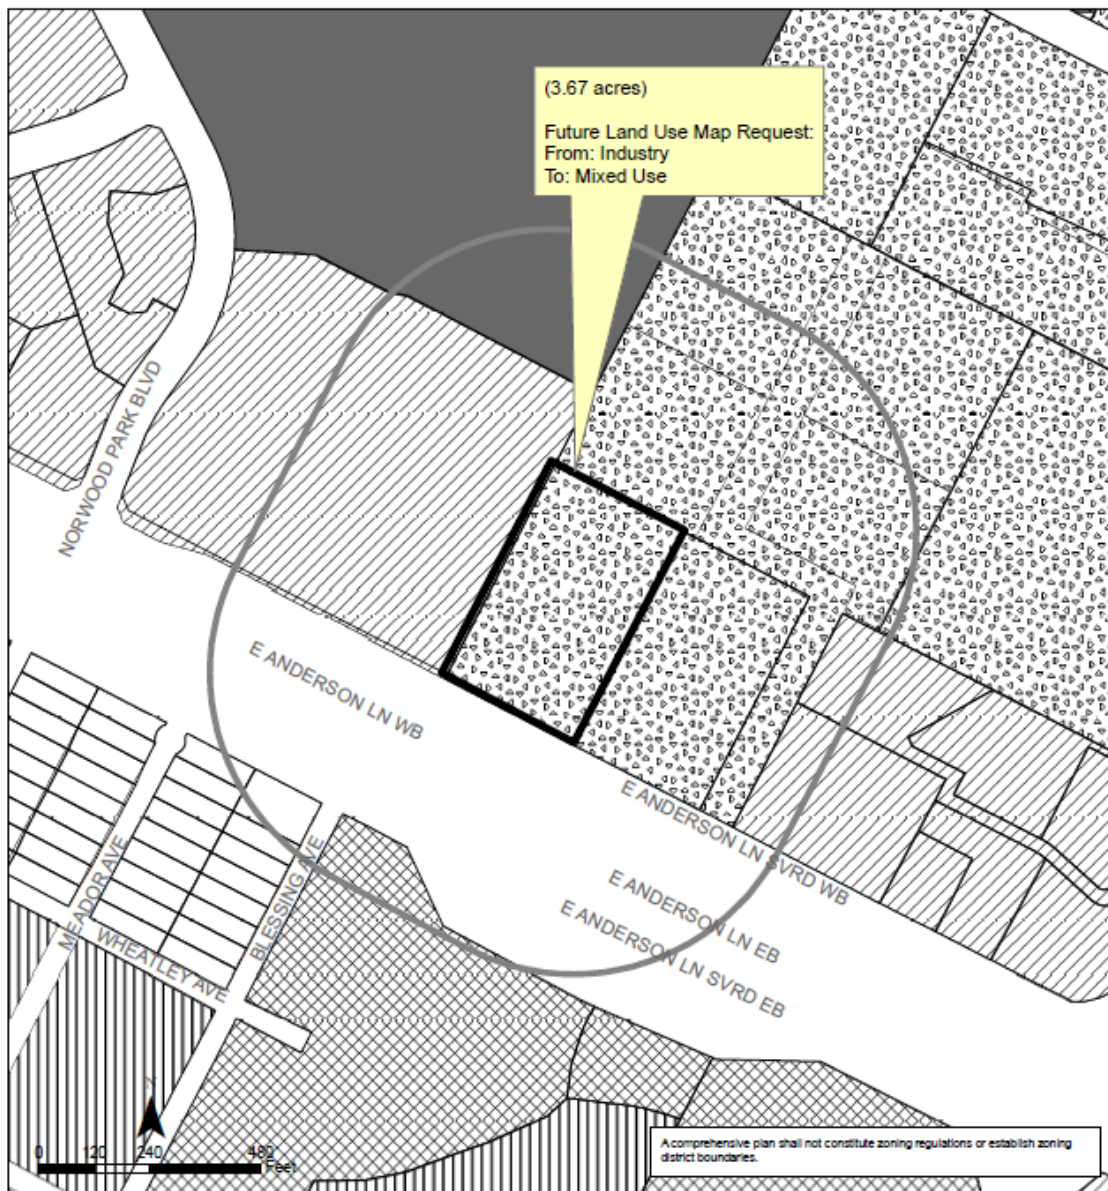 (3.67 acres)
Future Land Use Map Request:
From: Industry
To: Mixed Use
NORWOOD PARK BLVD
E ANDERSON LN WB
E ANDERSON LN SVRD WB
E ANDERSON LN EB
E ANDERSON LN SVRD EB
MEADOR AVE
BLESSING AVE
WHEATLEY AVE
0 120 240 480
Feet
A comprehensive plan shall not constitute zoning regulations or establish zoning
district boundaries.